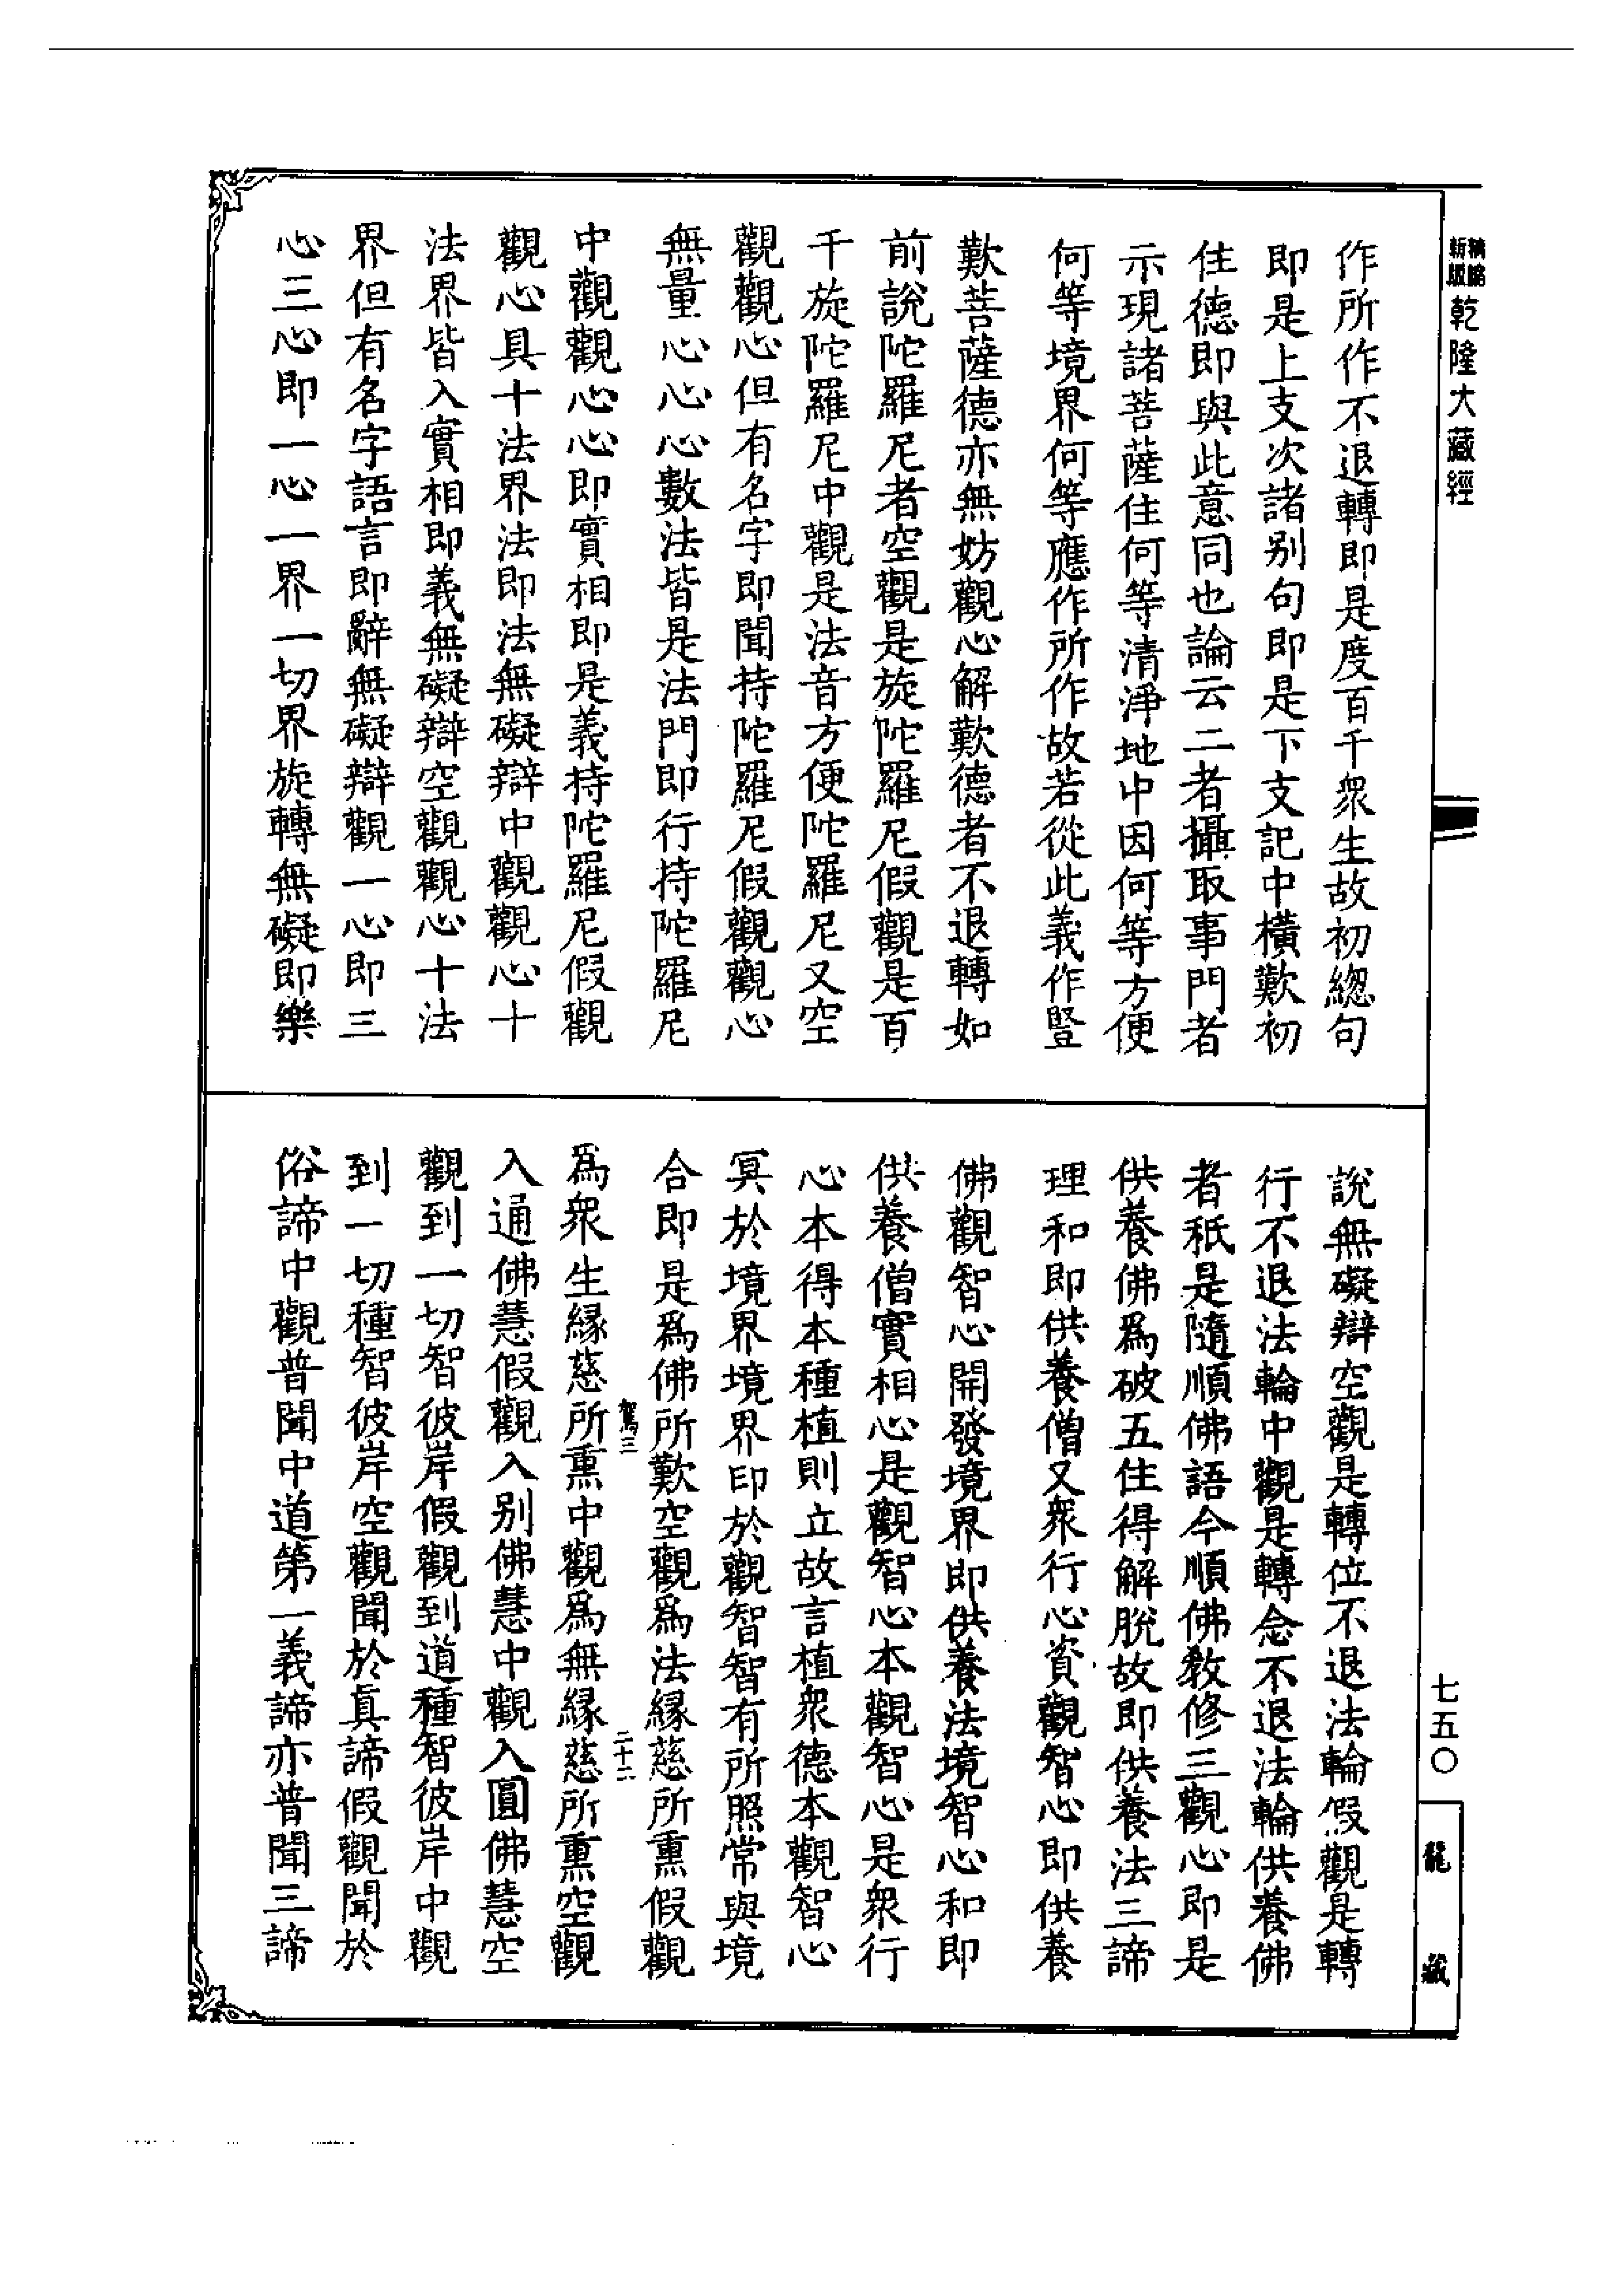 精縮
新版
乾隆大藏經
作所作不退轉即是度百千衆生故初總句
即是上支次諸別句即是下支記中橫歎初
住德即與此意同也論云二者攝取事門者
示現諸菩薩住何等清淨地中因何等方便
何等境界何等應作所作故若從此義作豎
歎菩薩德亦無妨觀心解歎德者不退轉如
前說陀羅尼者空觀是旋陀羅尼假觀是百
千旋陀羅尼中觀是法音方便陀羅尼又空
觀觀心但有名字即聞持陀羅尼假觀觀心
無量心心心數法皆是法門即行持陀羅尼
中觀觀心心即實相即是義持陀羅尼假觀
觀心具十法界法即法無礙辯中觀觀心十
法界皆入實相即義無礙辯空觀觀心十法
界但有名字語言即辭無礙辯觀一心即三
心三心即一心一界一切界旋轉無礙即樂
說無礙辯空觀是轉位不退法輪假觀是轉
行不退法輪中觀是轉念不退法輪供養佛
者秖是隨順佛語今順佛教修三觀心即是
供養佛為破五住得解脫故即供養法三諦
理和即供養僧又衆行心資觀智心即供養
佛觀智心開發境界即供養法境智心和即
供養僧實相心是觀智心本觀智心是衆行
心本得本種植則立故言植衆德本觀智心
冥於境界境界印於觀智智有所照常與境
合即是為佛所歎空觀為法緣慈所熏假觀
為衆生緣慈所熏中觀為無緣慈所熏空觀
入通佛慧假觀入別佛慧中觀入圓佛慧空
觀到一切智彼岸假觀到道種智彼岸中觀
到一切種智彼岸空觀聞於真諦假觀聞於
俗諦中觀普聞中道第一義諦亦普聞三諦
駕三
二十二
七五〇
龍藏